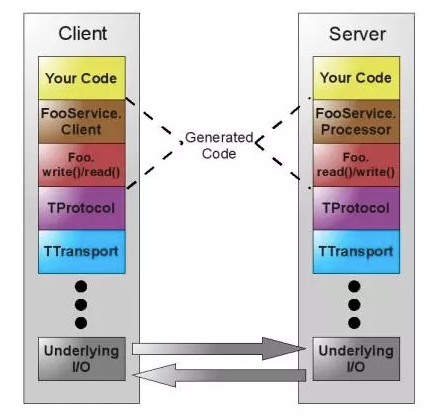 Client
Your Code
FooService.
Client
Foo.
write()/read()
TProtocol
TTransport
Underlying
I/O
Generated
Code
Server
Your Code
FooService.
Processor
Foo.
read()/write()
TProtocol
TTransport
Underlying
I/O